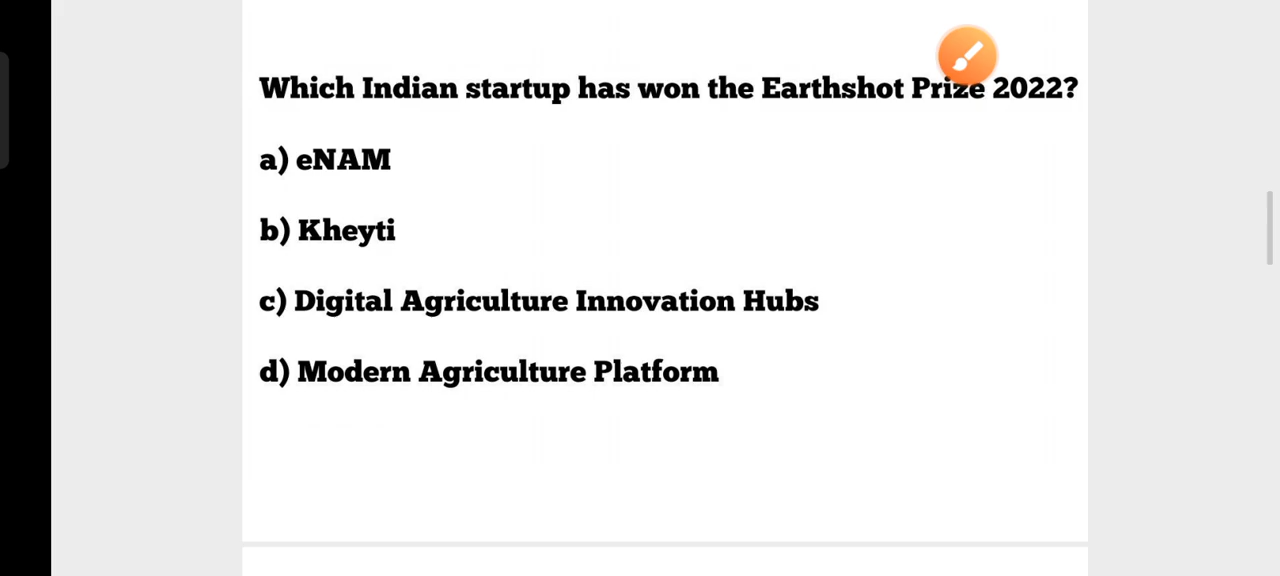 Which Indian startup has won the Earthshot Prize 2022?
a) eNAM
b) Kheyti
c) Digital Agriculture Innovation Hubs
d) Modern Agriculture Platform